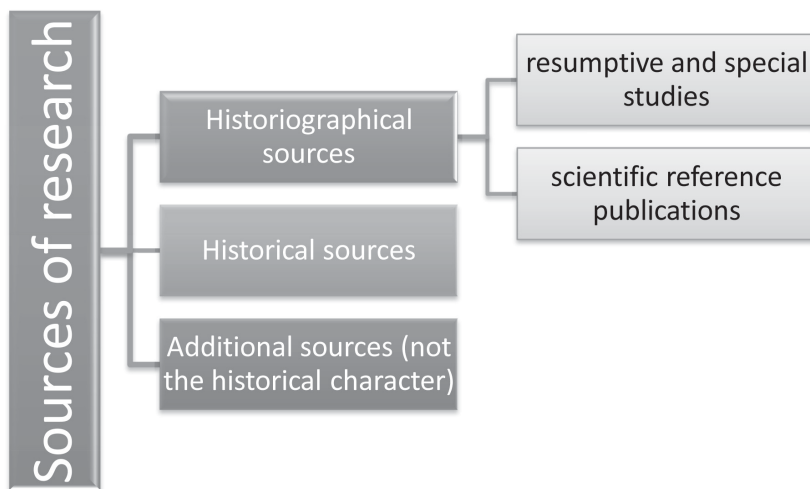 Sources of research
Historiographical
sources
resumptive and special
studies
scientific reference
publications
Historical sources
Additional sources (not
the historical character)